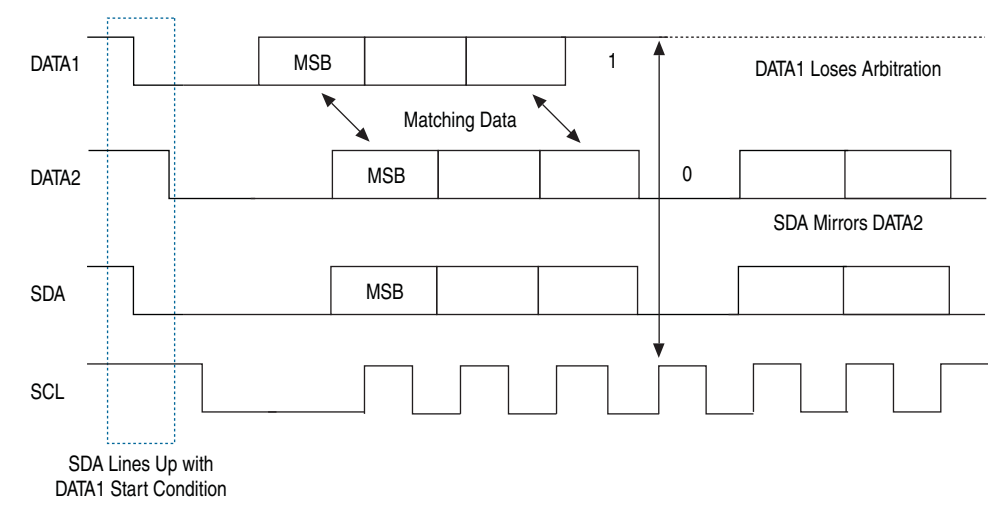 DATA1
MSB
1
DATA1 Loses Arbitration
Matching Data
DATA2
MSB
0
SDA Mirrors DATA2
SDA
MSB
SCL
SDA Lines Up with
DATA1 Start Condition